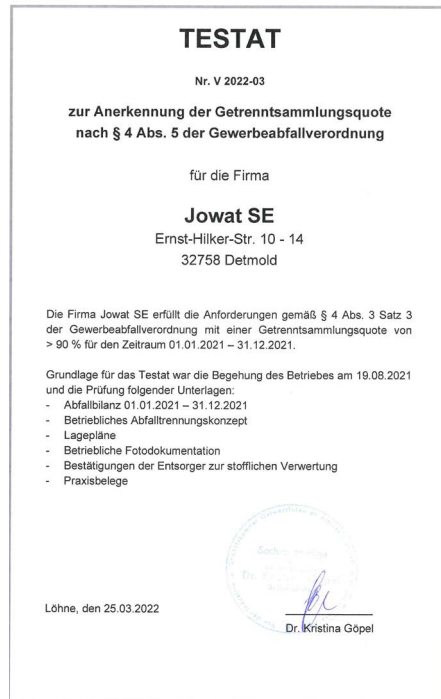 TESTAT
Nr. V 2022-03
zur Anerkennung der Getrenntsammlungsquote
nach § 4 Abs. 5 der Gewerbeabfallverordnung
für die Firma
Jowat SE
Ernst-Hilker-Str. 10 - 14
32758 Detmold
Die Firma Jowat SE erfüllt die Anforderungen gemäß § 4 Abs. 3 Satz 3
der Gewerbeabfallverordnung mit einer Getrenntsammlungsquote von
> 90 % für den Zeitraum 01.01.2021 – 31.12.2021.
Grundlage für das Testat war die Begehung des Betriebes am 19.08.2021
und die Prüfung folgender Unterlagen:
- Abfallbilanz 01.01.2021 – 31.12.2021
- Betriebliches Abfalltrennungskonzept
- Lagepläne
- Betriebliche Fotodokumentation
- Bestätigungen der Entsorger zur stofflichen Verwertung
- Praxisbelege
Löhne, den 25.03.2022
Dr. Kristina Göpel